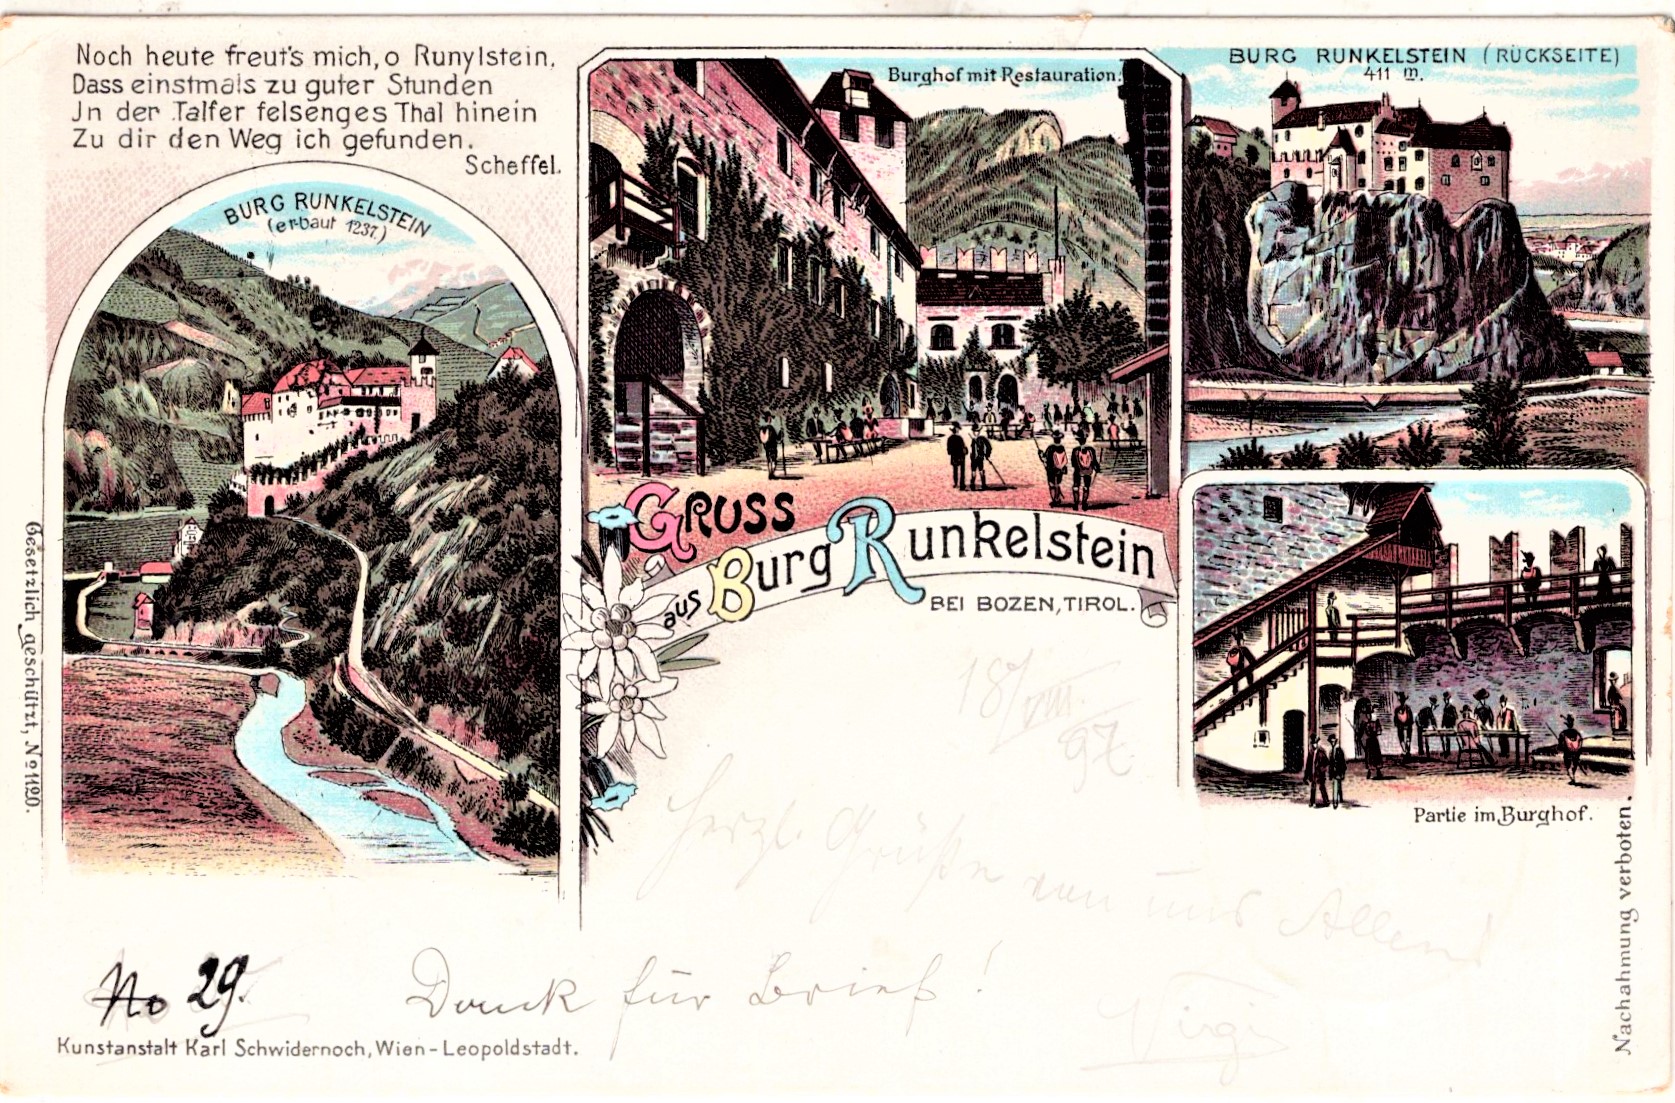 Noch heute freut's mich, o Runglstein,
Dass einstmals zu guter Stunden
Jn der Talfer felsenges Thal hinein
Zu dir den Weg ich gefunden.
Scheffel.
BURG RUNKELSTEIN
(erbaut 1237.)
Burghof mit Restauration.
BURG RUNKELSTEIN (RÜCKSEITE)
411 m.
GRUSS
aus Burg Runkelstein
BEI BOZEN, TIROL.
Partie im Burghof.
18/VIII.
97.
Herzl. Grüße von uns Allen
Dank für Brief!
No 29.
Kunstanstalt Karl Schwidernoch, Wien-Leopoldstadt.
Gesetzlich geschützt, No 1120.
Nachahmung verboten.